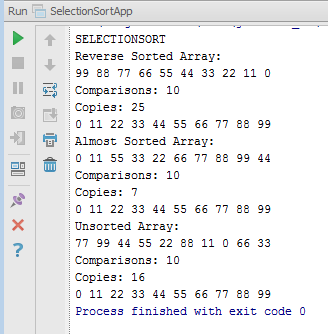 Run SelectionSortApp
SELECTIONSORT
Reverse Sorted Array:
99 88 77 66 55 44 33 22 11 0
Comparisons: 10
Copies: 25
0 11 22 33 44 55 66 77 88 99
Almost Sorted Array:
0 11 55 33 22 66 77 88 99 44
Comparisons: 10
Copies: 7
0 11 22 33 44 55 66 77 88 99
Unsorted Array:
77 99 44 55 22 88 11 0 66 33
Comparisons: 10
Copies: 16
0 11 22 33 44 55 66 77 88 99
Process finished with exit code 0